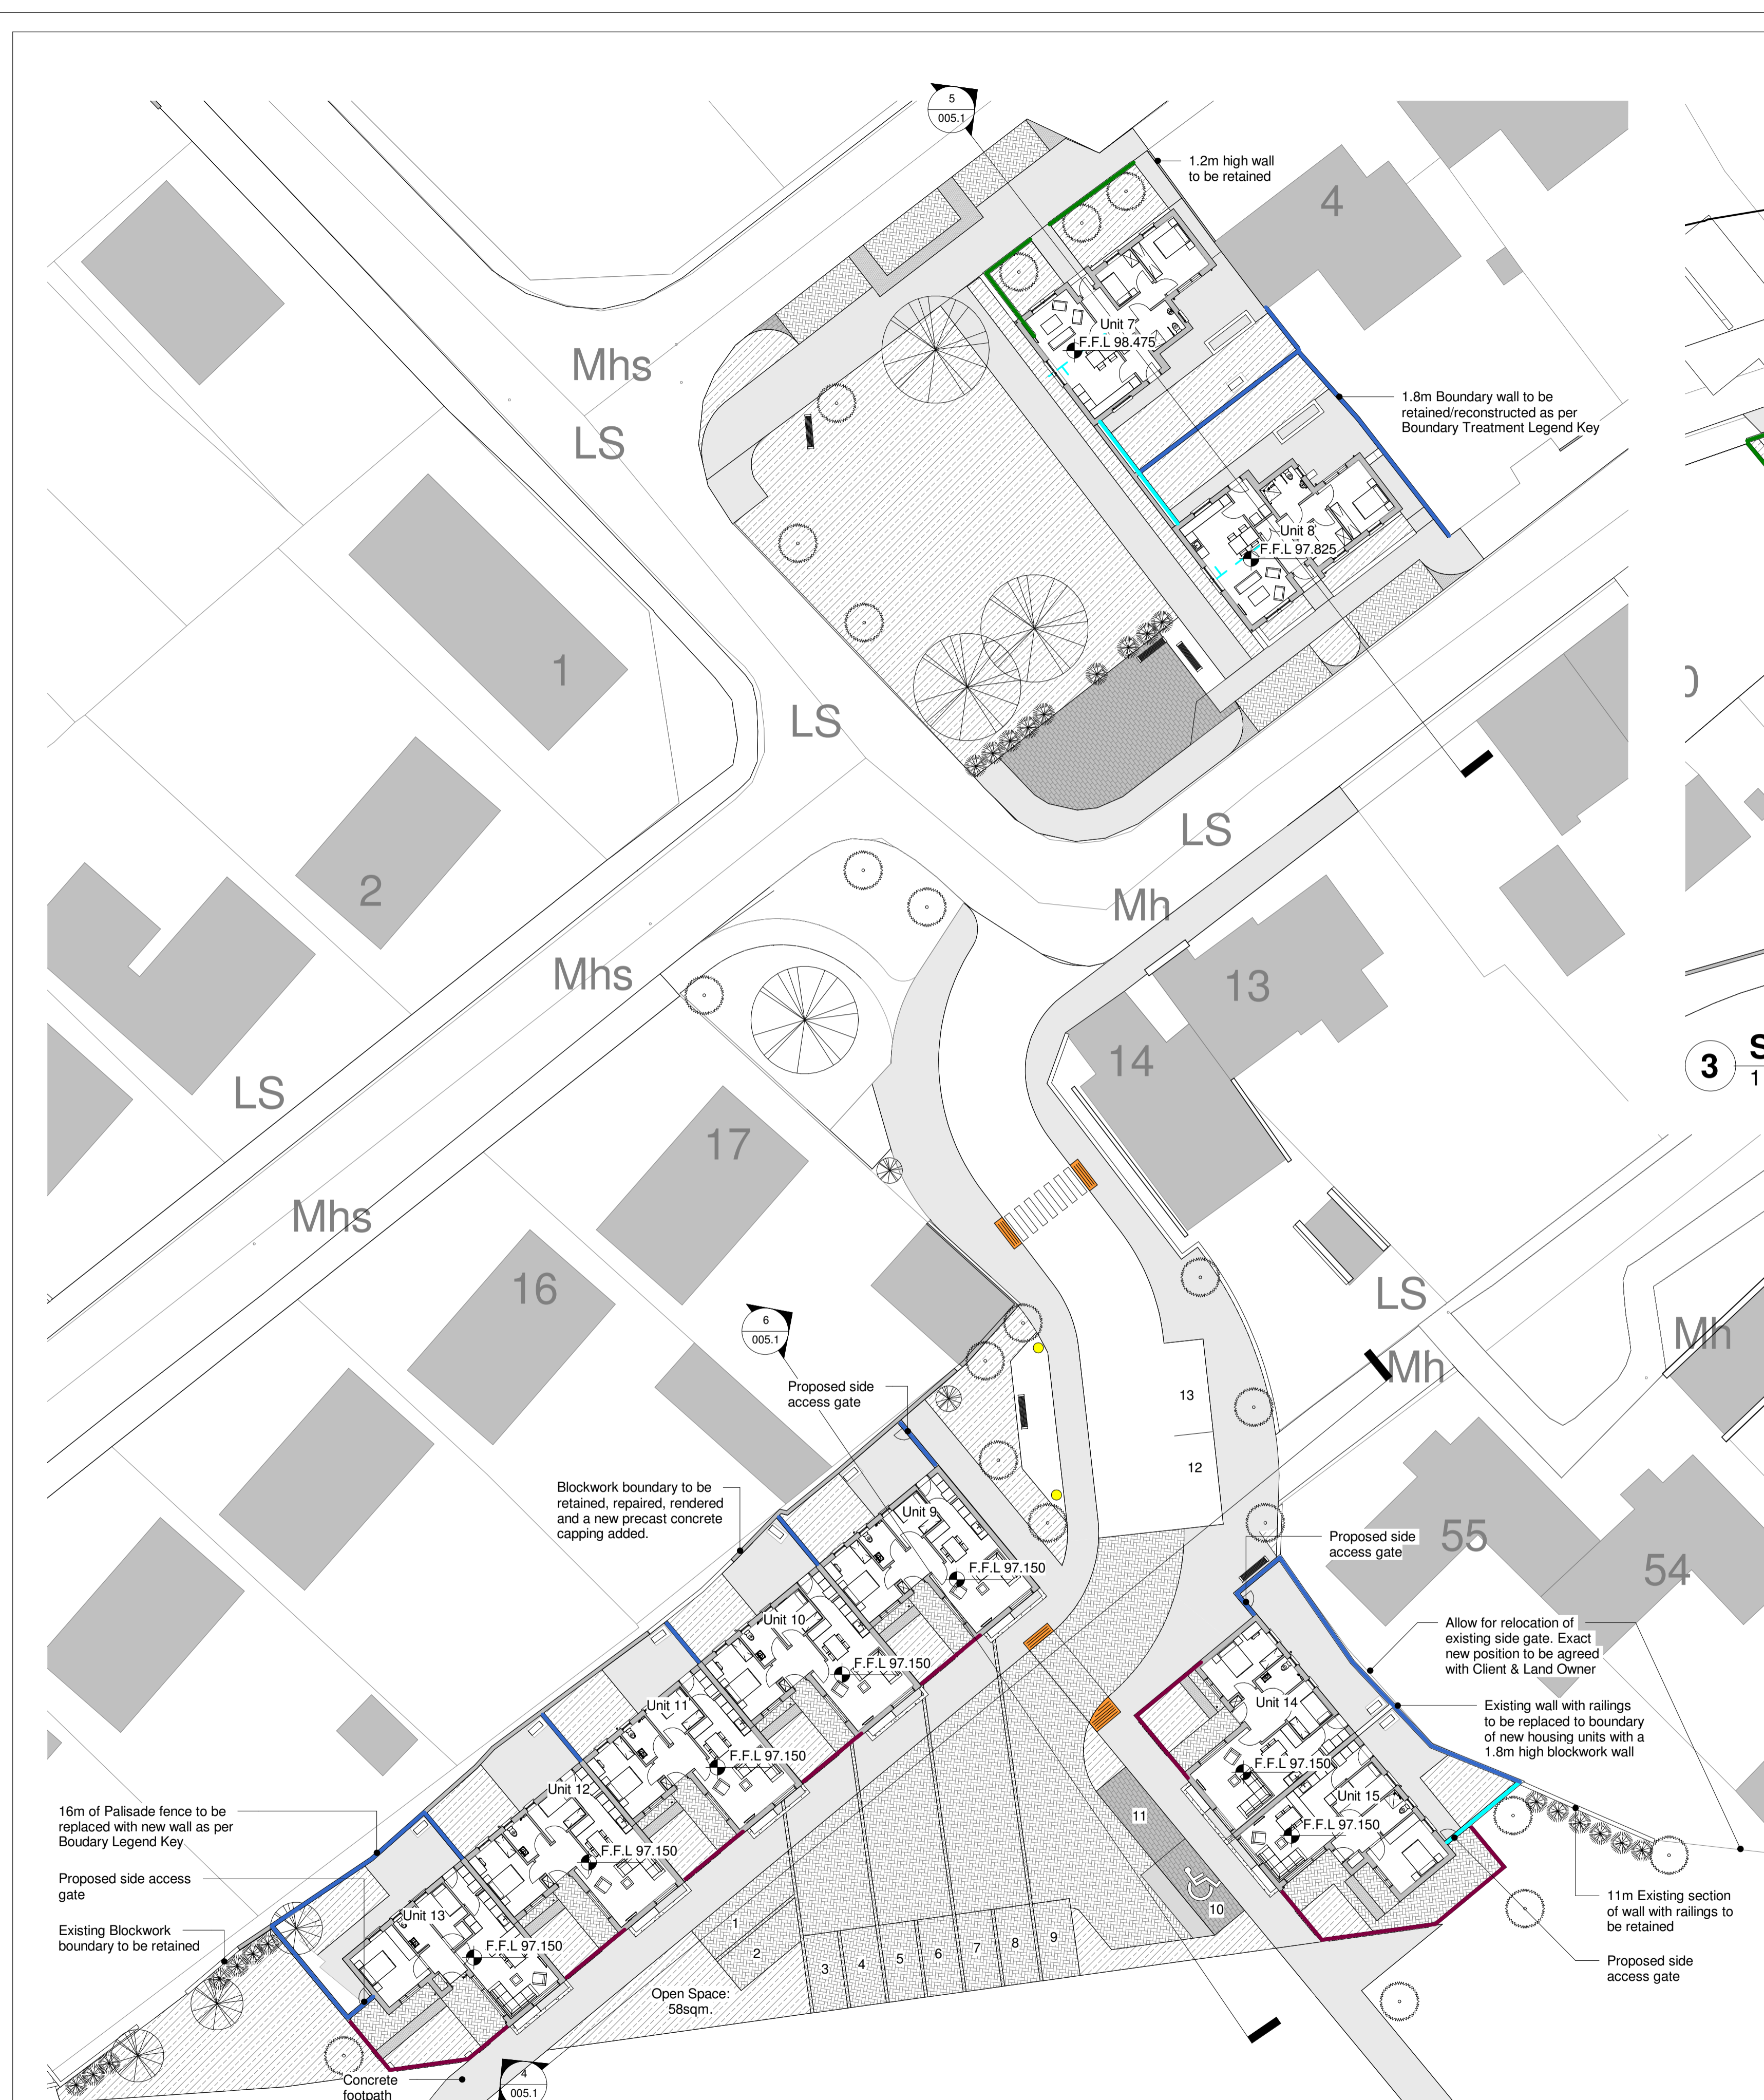 5
005.1
1.2m high wall
to be retained
4
Unit 7
F.F.L 98.475
Mhs
LS
1.8m Boundary wall to be
retained/reconstructed as per
Boundary Treatment Legend Key
Unit 8
F.F.L 97.825
1
LS
LS
2
Mh
Mhs
13
14
3
1
LS
17
Mhs
16
LS
Mh
Mh
6
005.1
Proposed side
access gate
13
12
Blockwork boundary to be
retained, repaired, rendered
and a new precast concrete
capping added.
Unit 9
F.F.L 97.150
Proposed side
access gate
55
54
Unit 10
F.F.L 97.150
Allow for relocation of
existing side gate. Exact
new position to be agreed
with Client & Land Owner
Unit 11
F.F.L 97.150
Unit 14
F.F.L 97.150
Existing wall with railings
to be replaced to boundary
of new housing units with a
1.8m high blockwork wall
Unit 12
F.F.L 97.150
Unit 15
F.F.L 97.150
16m of Palisade fence to be
replaced with new wall as per
Boudary Legend Key
Proposed side access
gate
Existing Blockwork
boundary to be retained
Unit 13
F.F.L 97.150
11
10
1
2
3
4
5
6
7
8
9
11m Existing section
of wall with railings to
be retained
Proposed side
access gate
Open Space:
58sqm.
Concrete
footpath
4
005.1